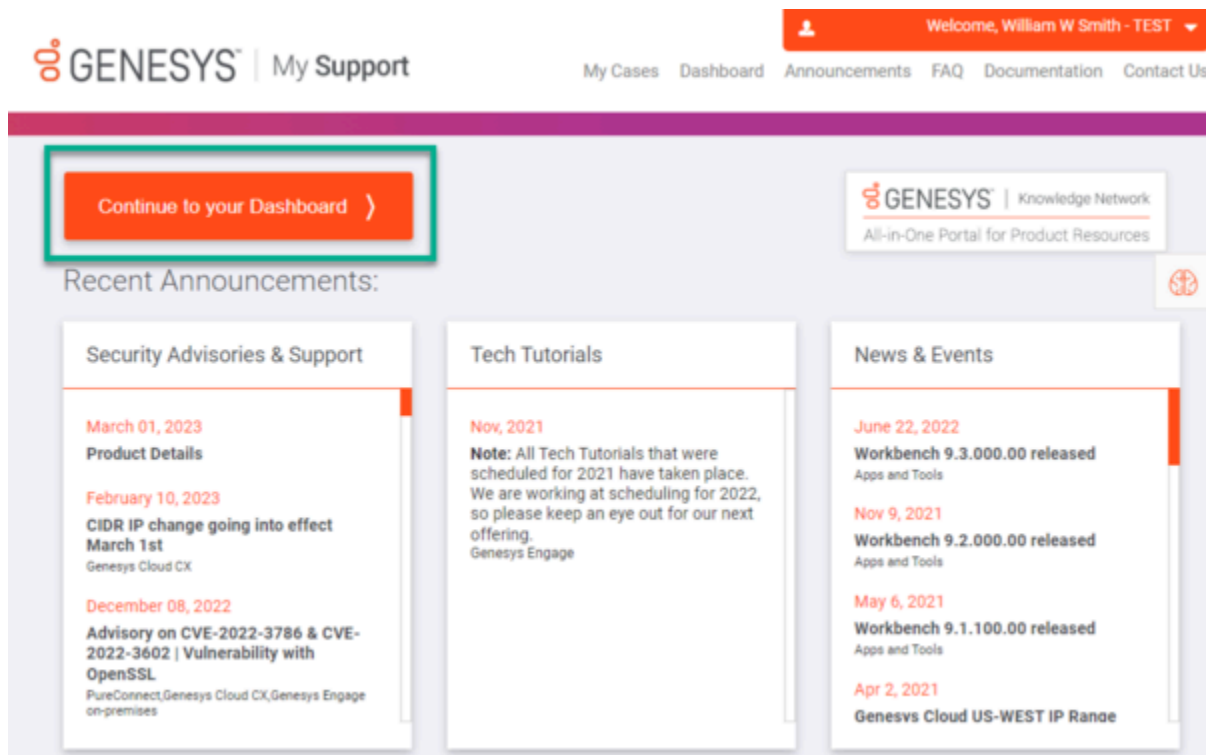 Welcome, William W Smith - TEST
GENESYS™ | My Support
My Cases Dashboard Announcements FAQ Documentation Contact Us
Continue to your Dashboard
GENESYS™ | Knowledge Network
All-in-One Portal for Product Resources
Recent Announcements:
Security Advisories & Support
March 01, 2023
Product Details
February 10, 2023
CIDR IP change going into effect
March 1st
Genesys Cloud CX
December 08, 2022
Advisory on CVE-2022-3786 & CVE-
2022-3602 | Vulnerability with
OpenSSL
PureConnect,Genesys Cloud CX,Genesys Engage
on-premises
Tech Tutorials
Nov, 2021
Note: All Tech Tutorials that were
scheduled for 2021 have taken place.
We are working at scheduling for 2022,
so please keep an eye out for our next
offering.
Genesys Engage
News & Events
June 22, 2022
Workbench 9.3.000.00 released
Apps and Tools
Nov 9, 2021
Workbench 9.2.000.00 released
Apps and Tools
May 6, 2021
Workbench 9.1.100.00 released
Apps and Tools
Apr 2, 2021
Genesys Cloud US-WEST IP Range